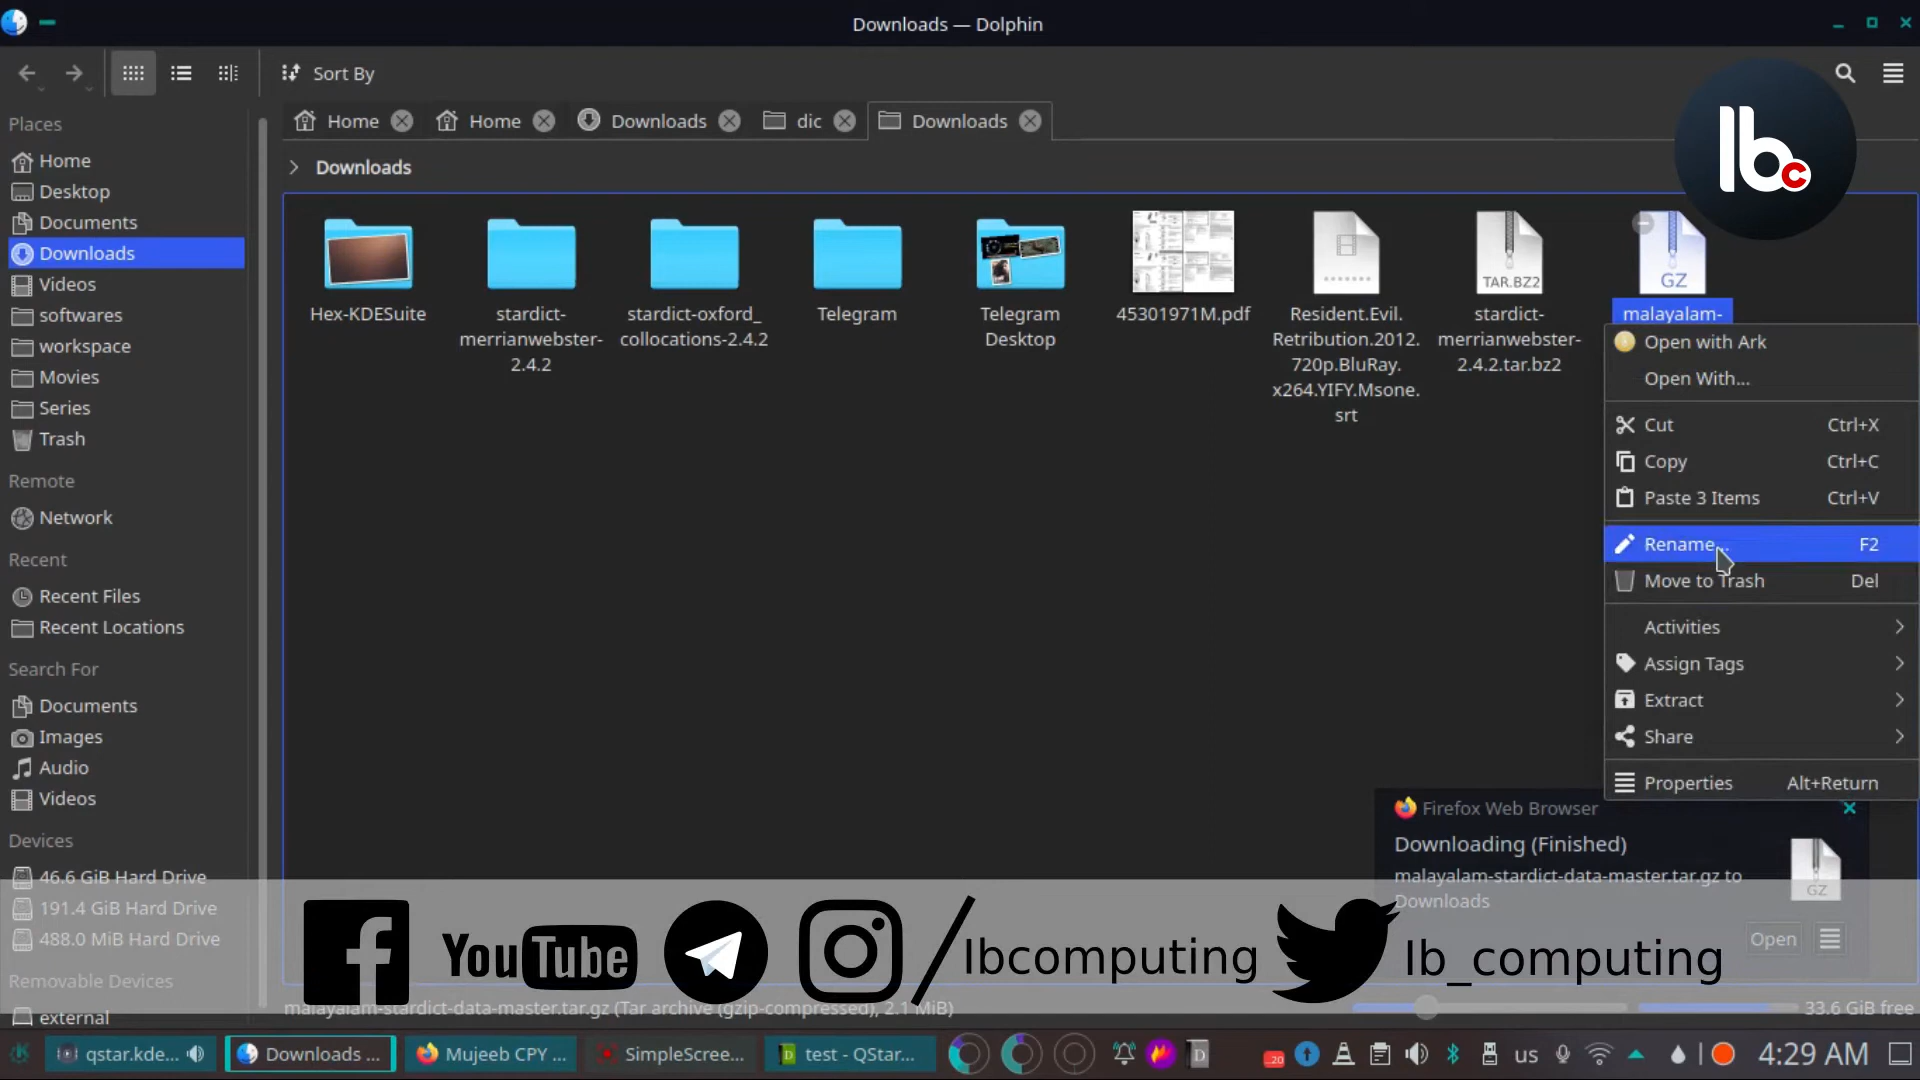 Downloads — Dolphin
Sort By
Home
Home
Downloads
dic
Downloads
Downloads
lbc
Places
Home
Desktop
Documents
Downloads
Videos
softwares
workspace
Movies
Series
Trash
Remote
Network
Recent
Recent Files
Recent Locations
Search For
Documents
Images
Audio
Videos
Devices
46.6 GiB Hard Drive
191.4 GiB Hard Drive
488.0 MiB Hard Drive
Removable Devices
external
Hex-KDESuite
stardict-
merrianwebster-
2.4.2
stardict-oxford_
collocations-2.4.2
Telegram
Telegram
Desktop
45301971M.pdf
Resident.Evil.
Retribution.2012.
720p.BluRay.
x264.YIFY.Msone.
srt
TAR.BZ2
stardict-
merrianwebster-
2.4.2.tar.bz2
GZ
malayalam-
Open with Ark
Open With...
Cut Ctrl+X
Copy Ctrl+C
Paste 3 Items Ctrl+V
Rename... F2
Move to Trash Del
Activities
Assign Tags
Extract
Share
Properties Alt+Return
Firefox Web Browser
Downloading (Finished)
malayalam-stardict-data-master.tar.gz to
Downloads
GZ
Open
YouTube
/lbcomputing
lb_computing
malayalam-stardict-data-master.tar.gz (Tar archive (gzip-compressed), 2.1 MiB)
33.6 GiB free
qstar.kde...
Downloads ...
Mujeeb CPY ...
SimpleScree...
test - QStar...
D
20
us
4:29 AM